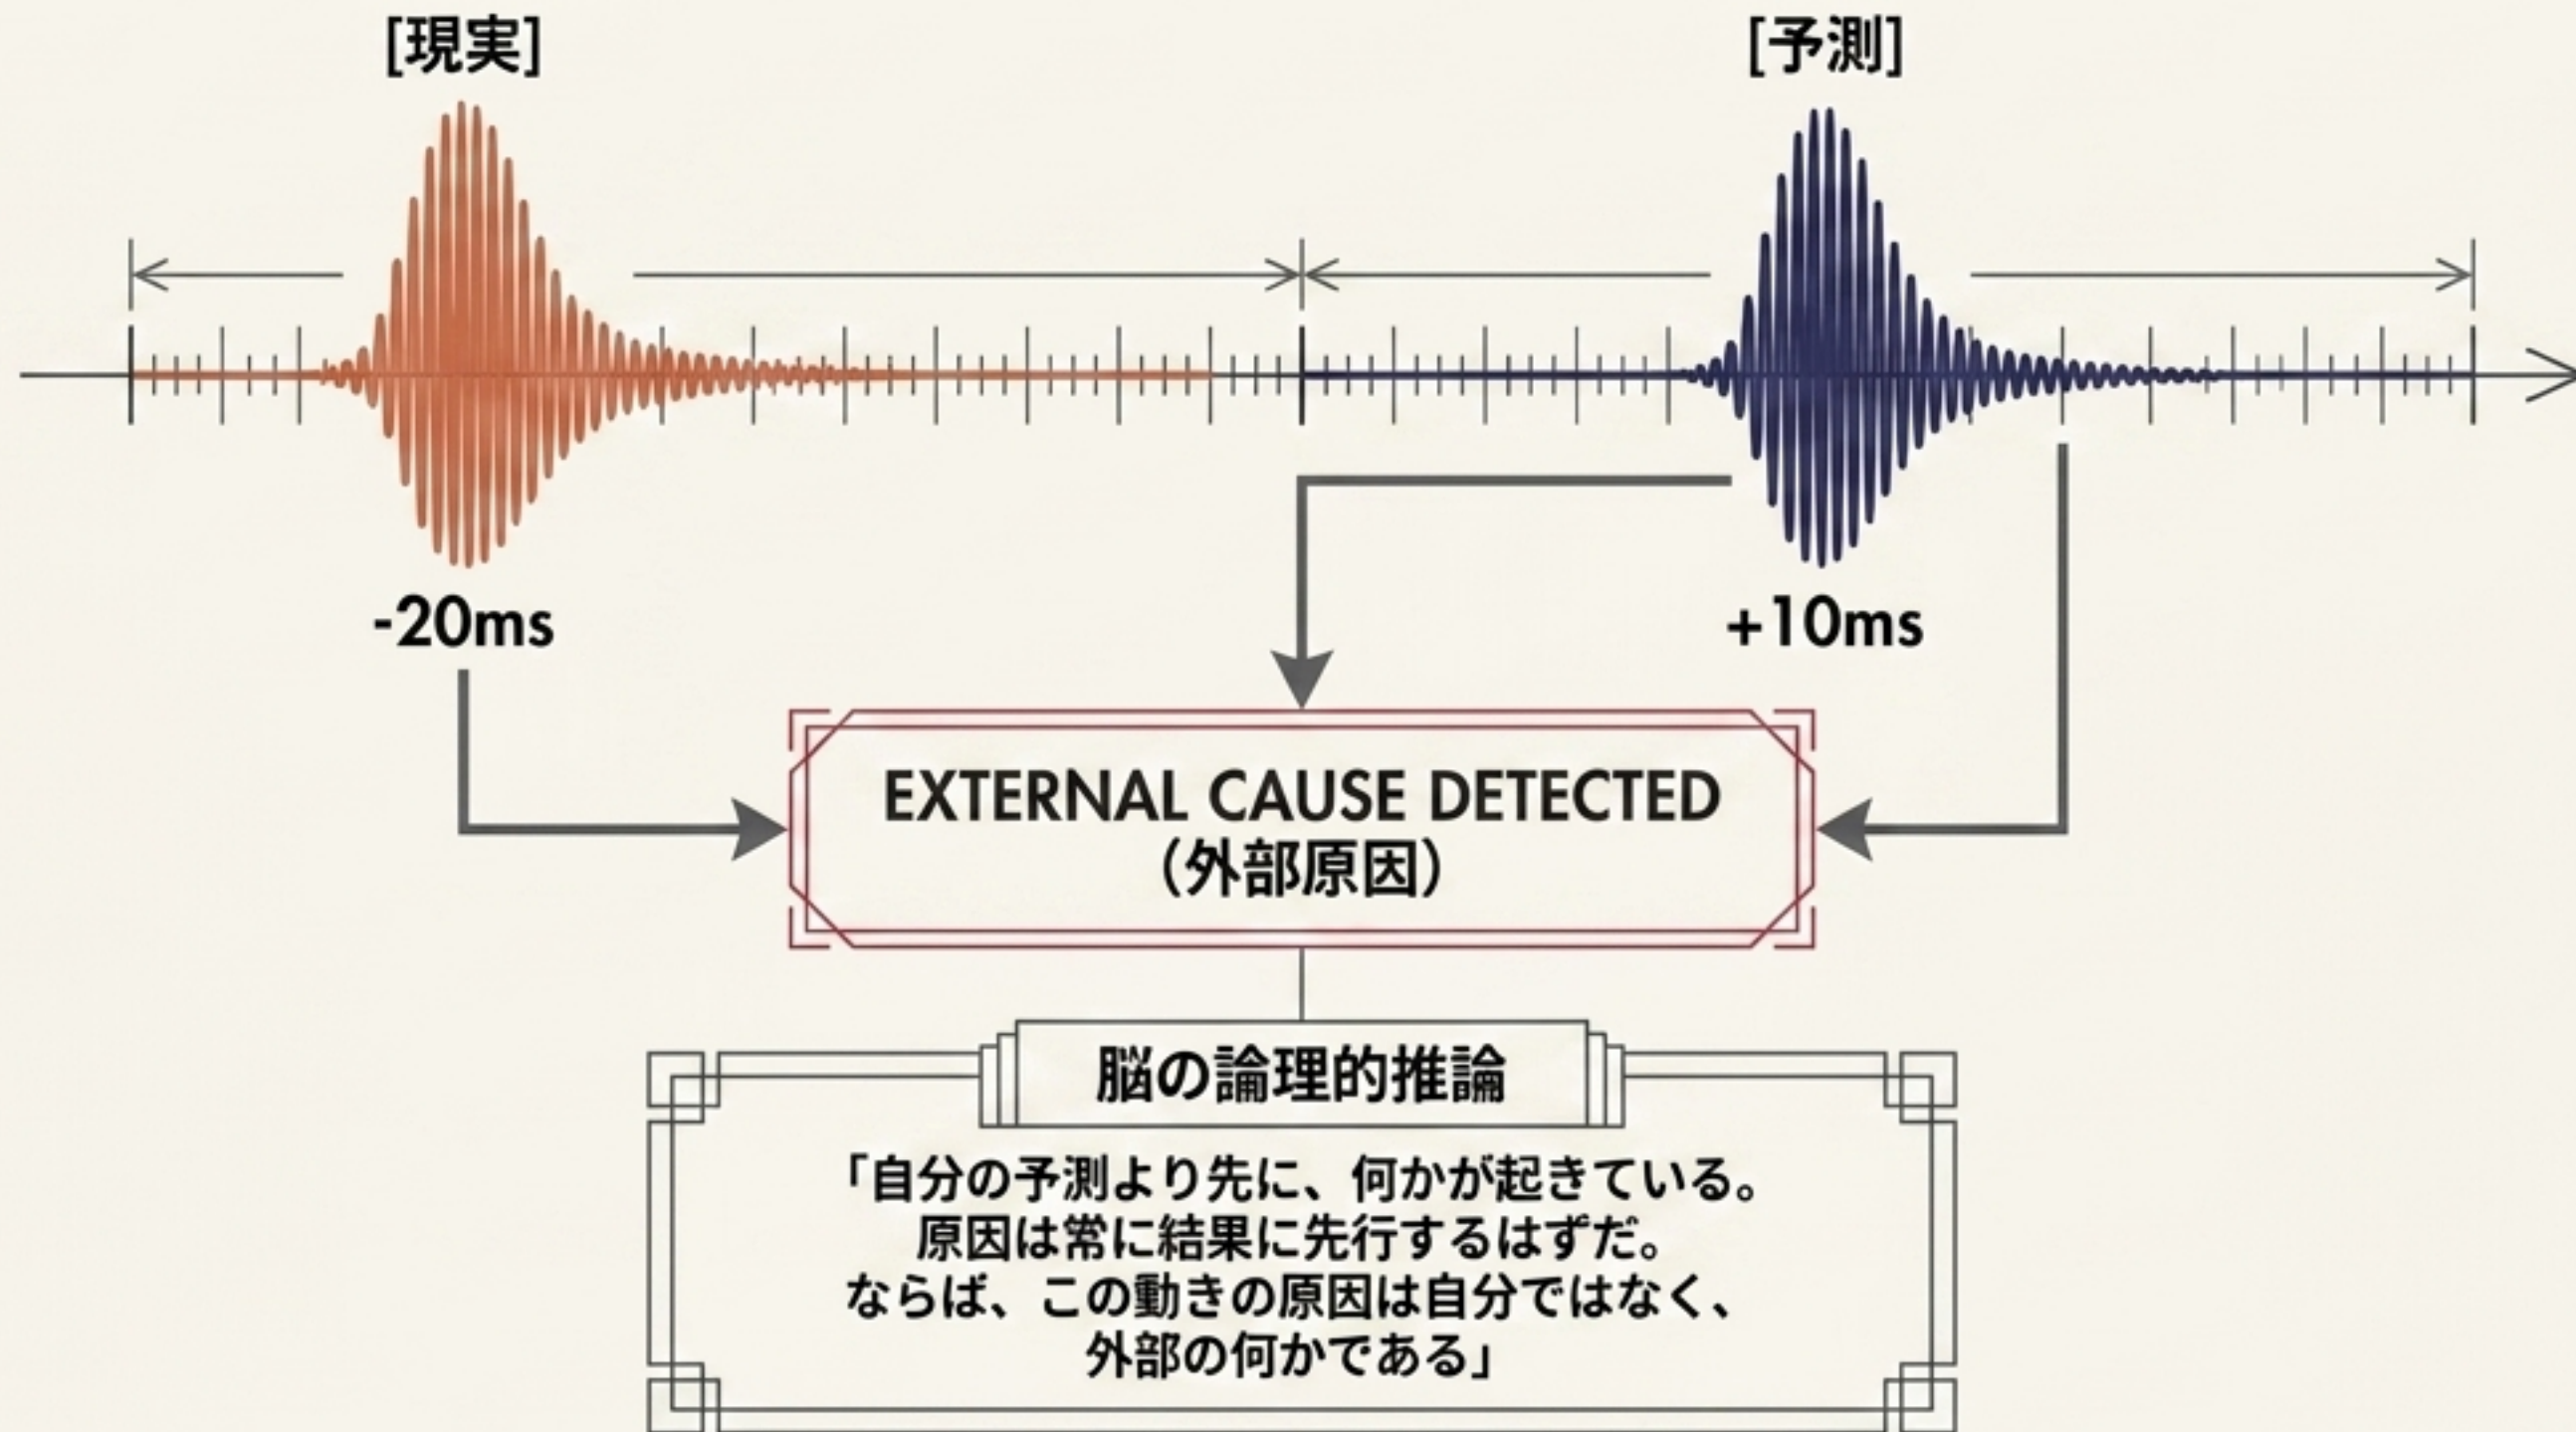 [現実]
[予測]
-20ms
+10ms
EXTERNAL CAUSE DETECTED
（外部原因）
脳の論理的推論
「自分の予測より先に、何かが起きている。
原因は常に結果に先行するはずだ。
ならば、この動きの原因は自分ではなく、
外部の何かである」